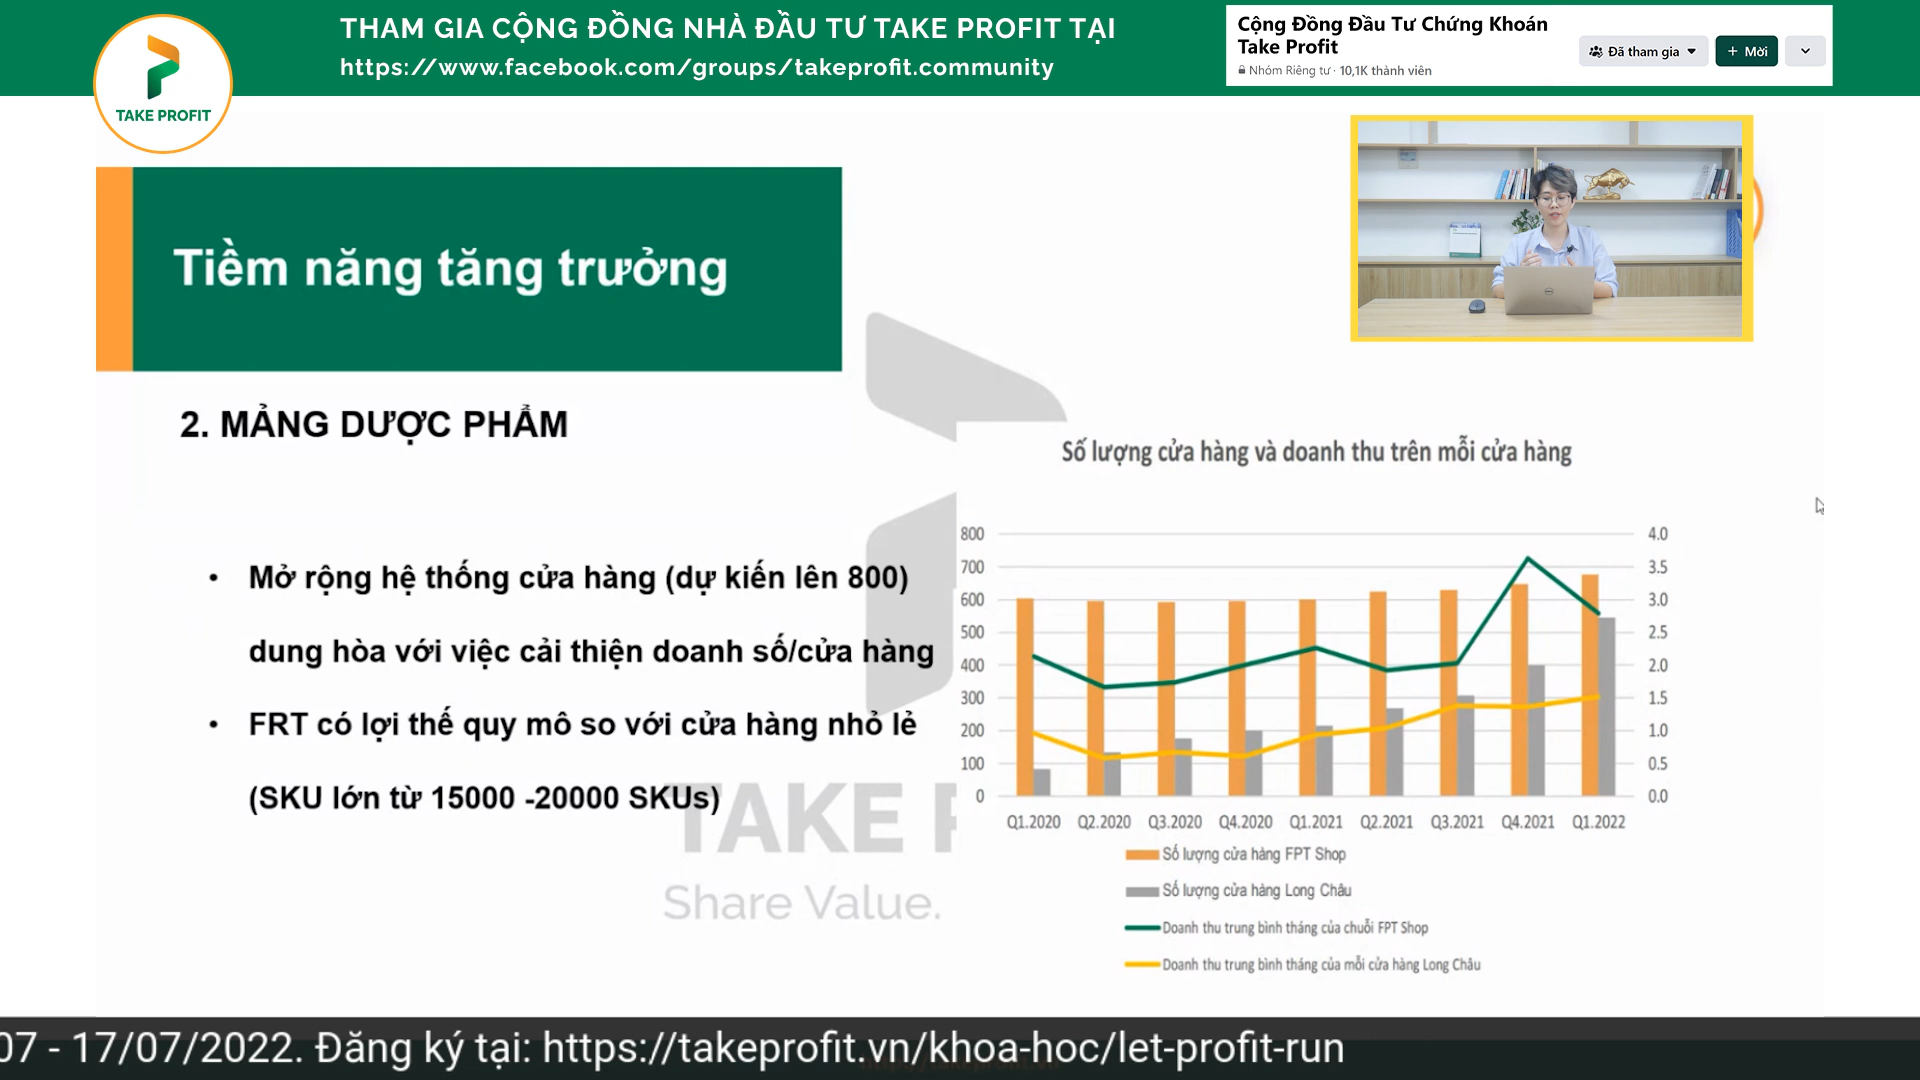 THAM GIA CỘNG ĐỒNG NHÀ ĐẦU TƯ TAKE PROFIT TẠI
https://www.facebook.com/groups/takeprofit.community
Cộng Đồng Đầu Tư Chứng Khoán
Take Profit
Nhóm Riêng tư · 10,1K thành viên
Đã tham gia
+ Mời
TAKE PROFIT
Tiềm năng tăng trưởng
2. MẢNG DƯỢC PHẨM
• Mở rộng hệ thống cửa hàng (dự kiến lên 800)
dung hòa với việc cải thiện doanh số/cửa hàng
• FRT có lợi thế quy mô so với cửa hàng nhỏ lẻ
(SKU lớn từ 15000 -20000 SKUs)
TAKE P
Share Value.
Số lượng cửa hàng và doanh thu trên mỗi cửa hàng
800 4.0
700 3.5
600 3.0
500 2.5
400 2.0
300 1.5
200 1.0
100 0.5
0 0.0
Q1.2020 Q2.2020 Q3.2020 Q4.2020 Q1.2021 Q2.2021 Q3.2021 Q4.2021 Q1.2022
Số lượng cửa hàng FPT Shop
Số lượng cửa hàng Long Châu
Doanh thu trung bình tháng của chuỗi FPT Shop
Doanh thu trung bình tháng của mỗi cửa hàng Long Châu
07 - 17/07/2022. Đăng ký tại: https://takeprofit.vn/khoa-hoc/let-profit-run